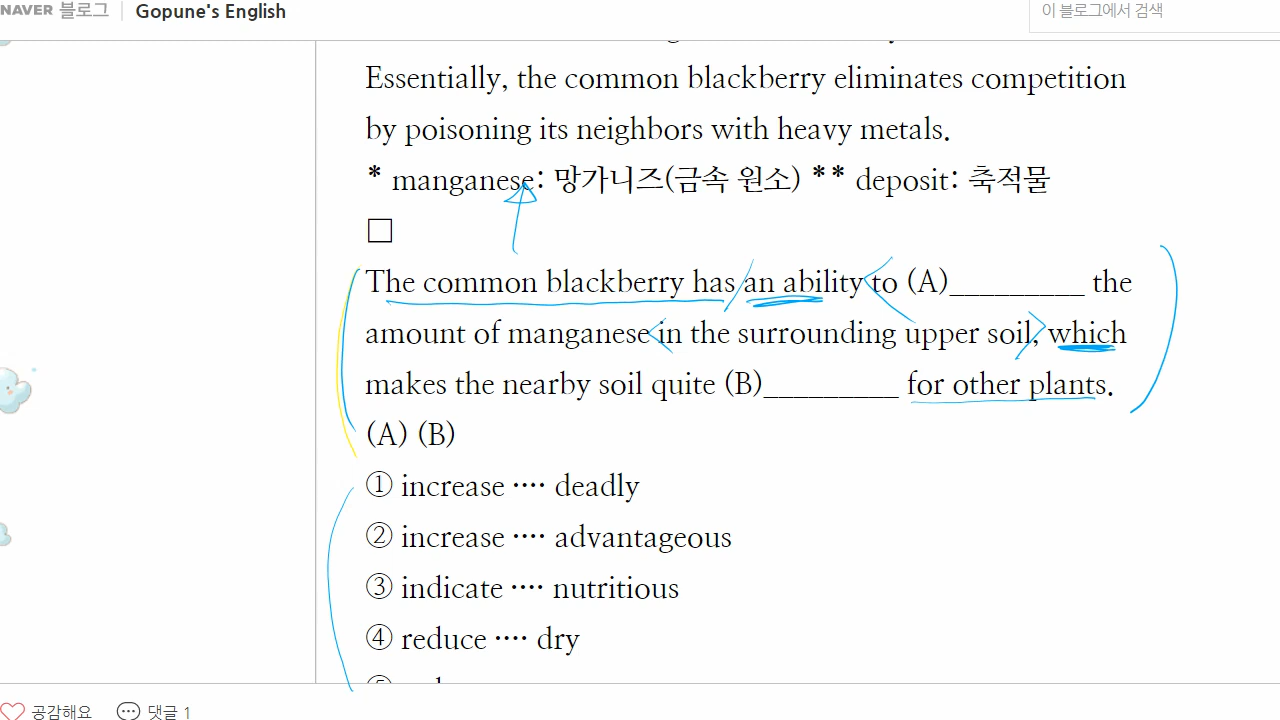 NAVER 블로그 | Gopune's English
이 블로그에서 검색
Essentially, the common blackberry eliminates competition
by poisoning its neighbors with heavy metals.
* manganese: 망가니즈(금속 원소) ** deposit: 축적물
□
The common blackberry has an ability to (A)_________ the
amount of manganese in the surrounding upper soil, which
makes the nearby soil quite (B)_________ for other plants.
(A) (B)
① increase ···· deadly
② increase ···· advantageous
③ indicate ···· nutritious
④ reduce ···· dry
공감해요 댓글 1